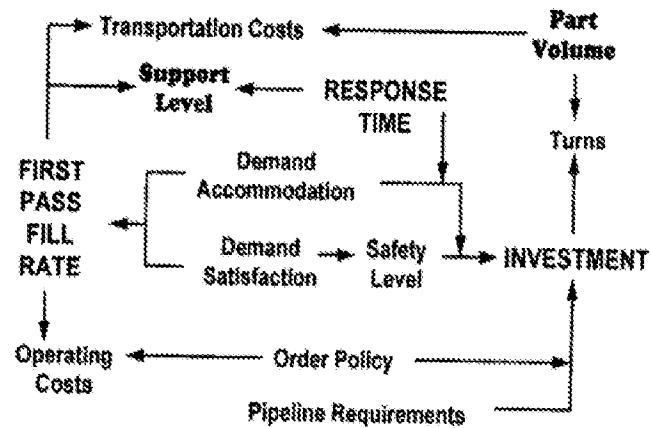 Transportation Costs
Part
Volume
Support
Level
RESPONSE
TIME
Turns
FIRST
PASS
FILL
RATE
Demand
Accommodation
Demand
Satisfaction
Safety
Level
INVESTMENT
Operating
Costs
Order Policy
Pipeline Requirements